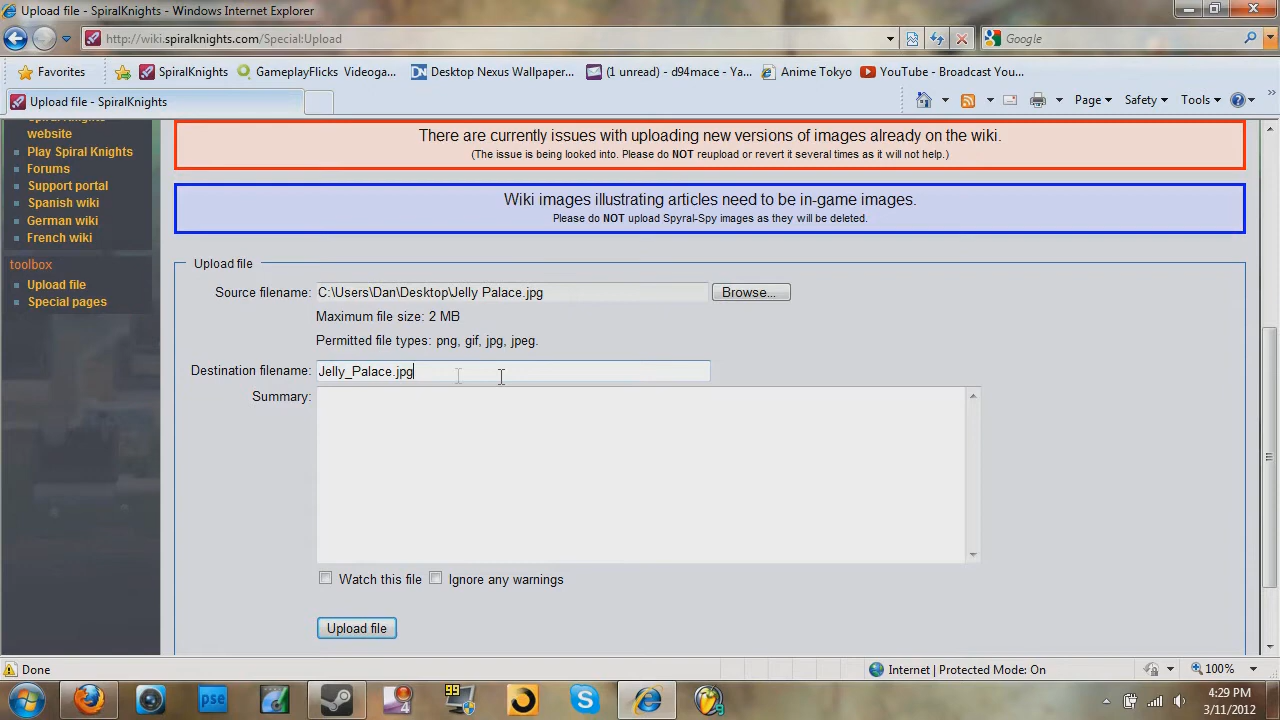 Upload file - SpiralKnights - Windows Internet Explorer
http://wiki.spiralknights.com/Special:Upload
Google
Favorites
SpiralKnights
GameplayFlicks Videoga...
Desktop Nexus Wallpaper...
(1 unread) - d94mace - Ya...
Anime Tokyo
YouTube - Broadcast You...
Upload file - SpiralKnights
Page
Safety
Tools
Spiral Knights
website
Play Spiral Knights
Forums
Support portal
Spanish wiki
German wiki
French wiki
toolbox
Upload file
Special pages
There are currently issues with uploading new versions of images already on the wiki.
(The issue is being looked into. Please do NOT reupload or revert it several times as it will not help.)
Wiki images illustrating articles need to be in-game images.
Please do NOT upload Spyral-Spy images as they will be deleted.
Upload file
Source filename: C:\Users\Dan\Desktop\Jelly Palace.jpg Browse...
Maximum file size: 2 MB
Permitted file types: png, gif, jpg, jpeg.
Destination filename: Jelly_Palace.jpg
Summary:
Watch this file Ignore any warnings
Upload file
Done
Internet | Protected Mode: On
100%
pse
4
99
9
4:29 PM
3/11/2012